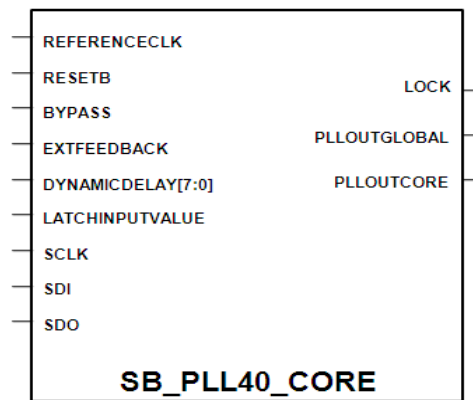 REFERENCECLK
RESETB
BYPASS
EXTFEEDBACK
DYNAMICDELAY[7:0]
LATCHINPUTVALUE
SCLK
SDI
SDO
LOCK
PLLOUTGLOBAL
PLLOUTCORE
SB_PLL40_CORE